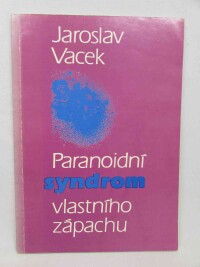 Jaroslav
Vacek
Paranoidní
syndrom
vlastního
zápachu